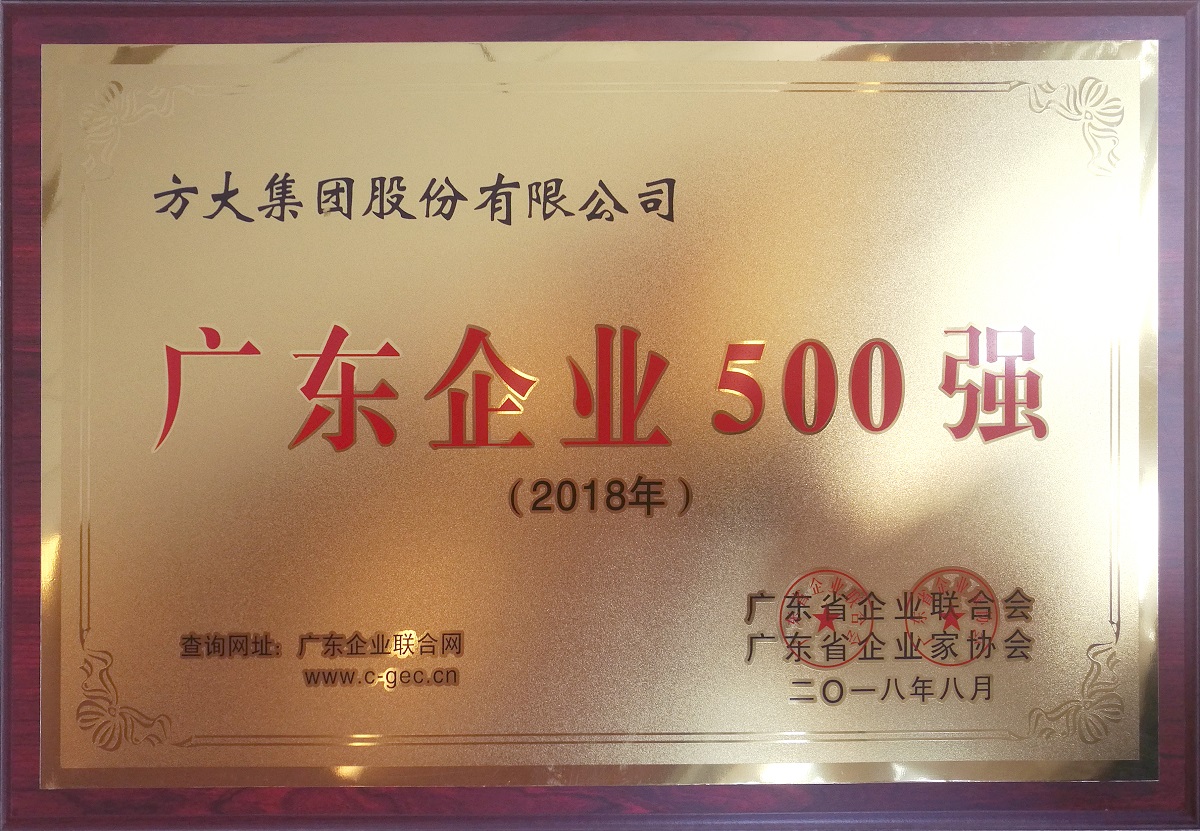 方大集团股份有限公司
广东企业500强
（2018年）
查询网址：广东企业联合网
www.c-gec.cn
广东省企业联合会
广东省企业家协会
二〇一八年八月